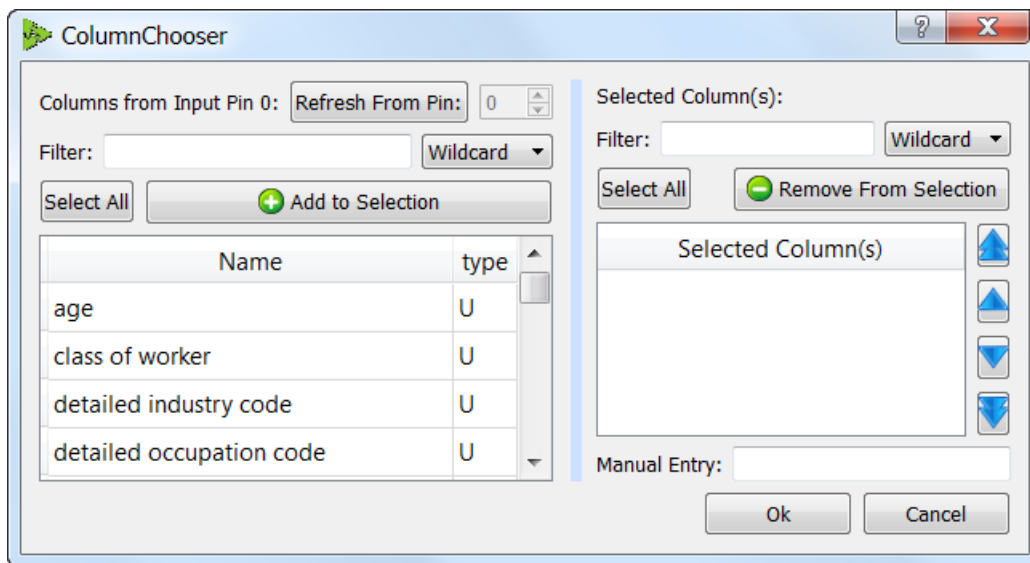 ColumnChooser
?
X
Columns from Input Pin 0: Refresh From Pin: 0
Filter: Wildcard
Select All Add to Selection
Name type
age U
class of worker U
detailed industry code U
detailed occupation code U
Selected Column(s):
Filter: Wildcard
Select All Remove From Selection
Selected Column(s)
Manual Entry:
Ok Cancel